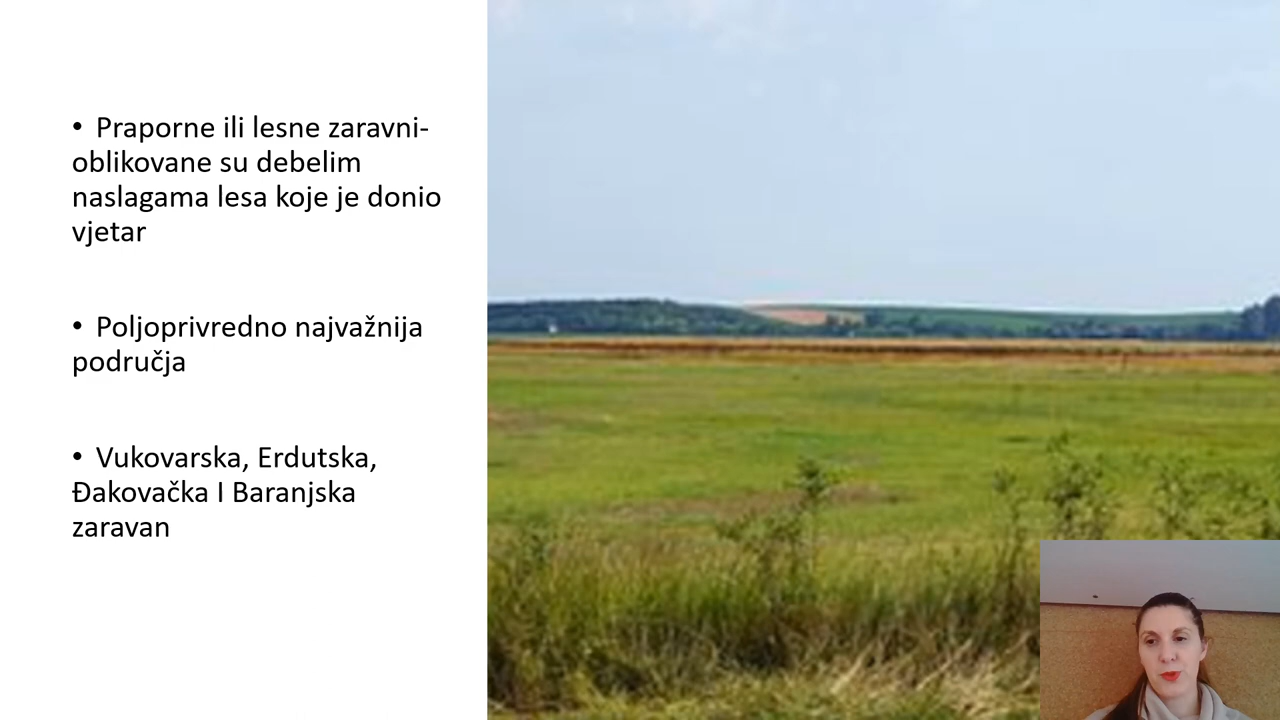 • Praporne ili lesne zaravni-
oblikovane su debelim
naslagama lesa koje je donio
vjetar
• Poljoprivredno najvažnija
područja
• Vukovarska, Erdutska,
Đakovačka I Baranjska
zaravan